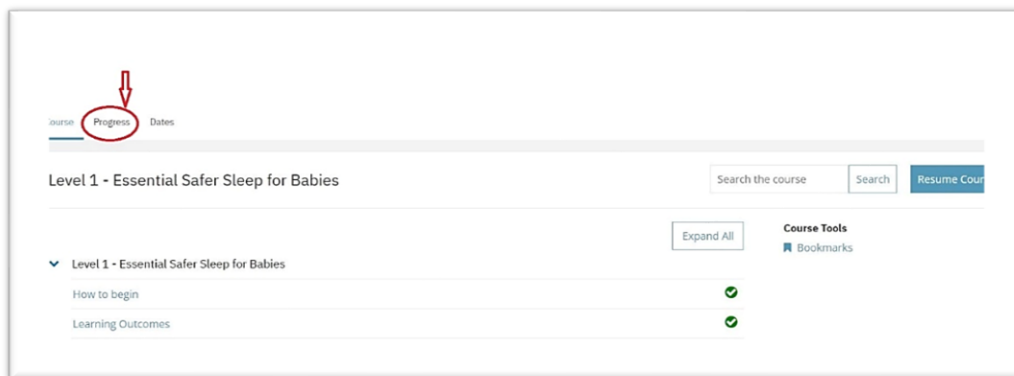 ourse Progress Dates
Level 1 - Essential Safer Sleep for Babies
Search the course Search Resume Cour
Expand All
Course Tools
Bookmarks
Level 1 - Essential Safer Sleep for Babies
How to begin
Learning Outcomes